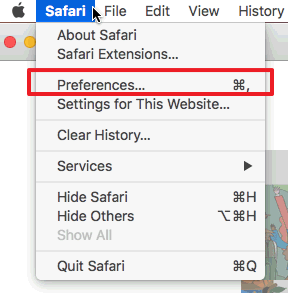 Safari File Edit View History
About Safari
Safari Extensions...
Preferences... ⌘,
Settings for This Website...
Clear History...
Services ▶
Hide Safari ⌘H
Hide Others ⌥⌘H
Show All
Quit Safari ⌘Q